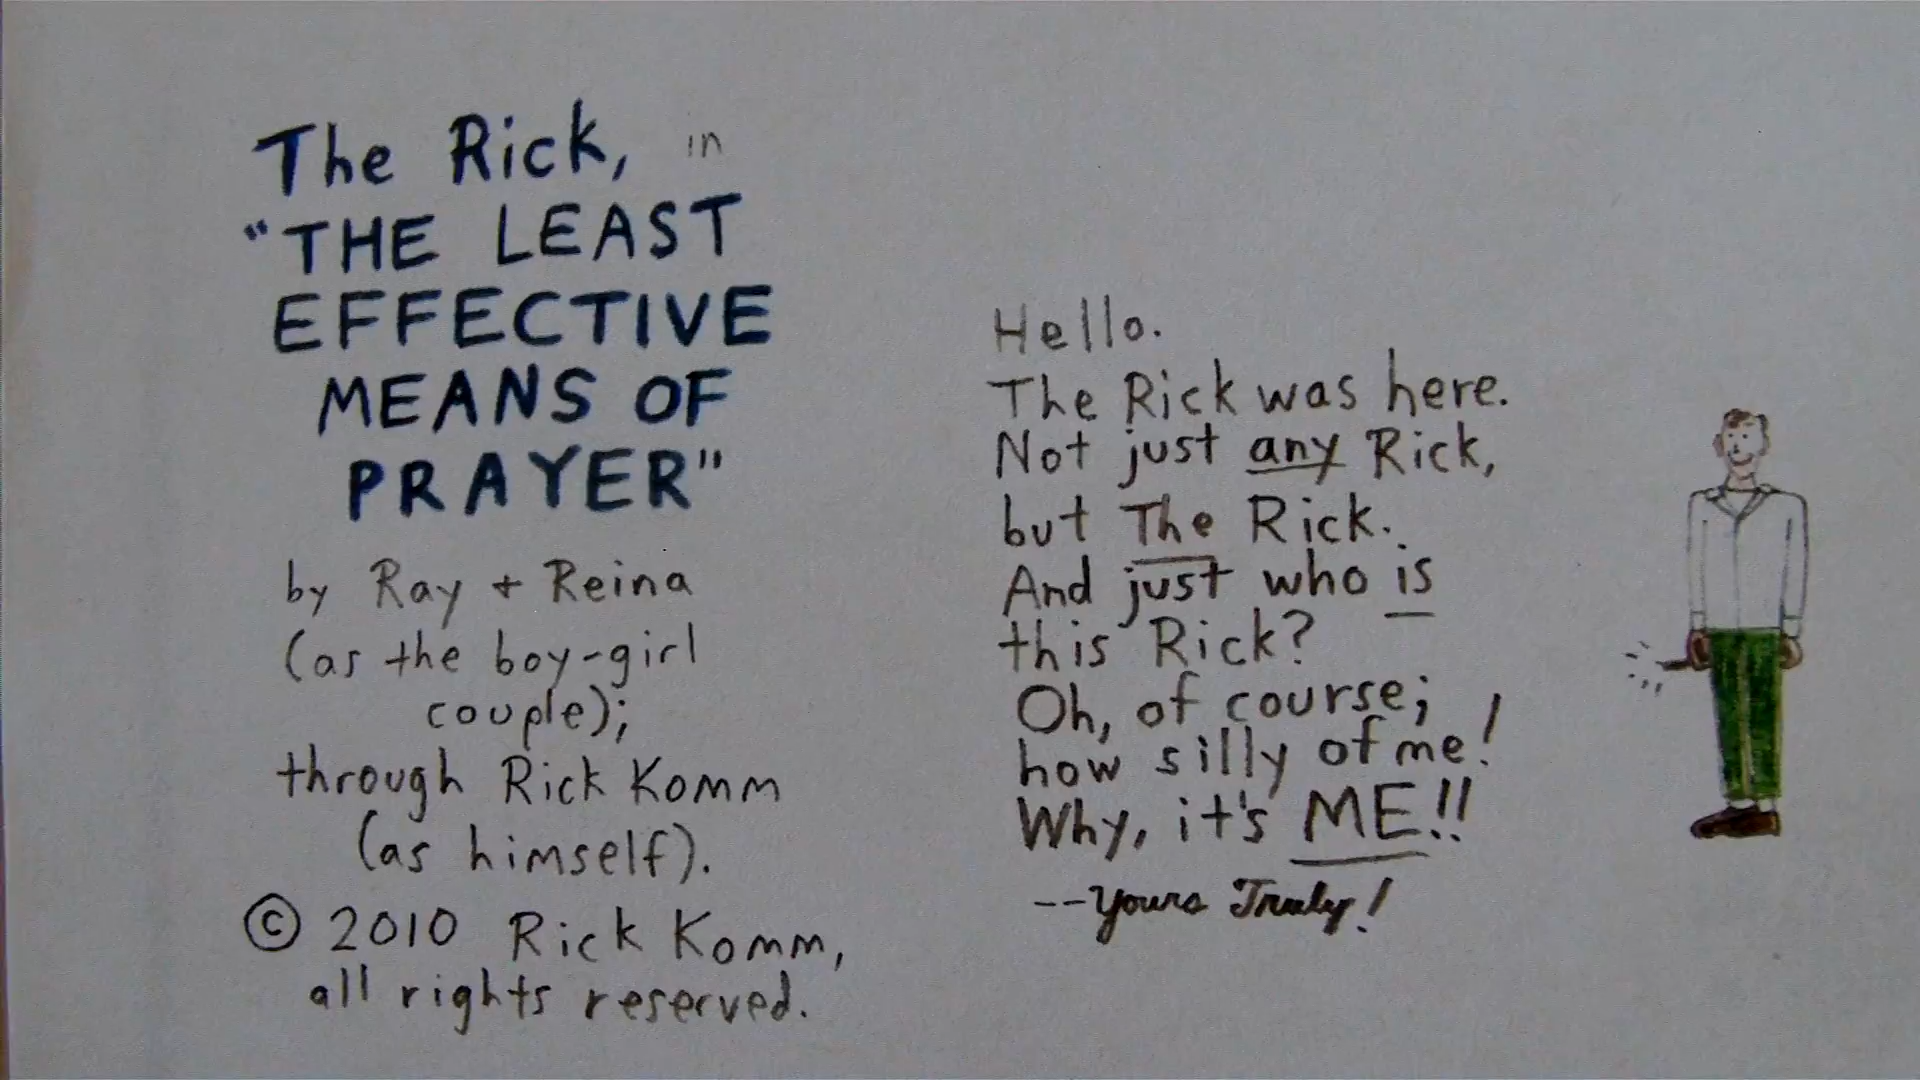 The Rick, in
"THE LEAST
EFFECTIVE
MEANS OF
PRAYER"
by Ray + Reina
(as the boy-girl
couple);
through Rick Komm
(as himself).
© 2010 Rick Komm,
all rights reserved.
Hello.
The Rick was here.
Not just any Rick,
but The Rick.
And just who is
this Rick?
Oh, of course;
how silly of me!
Why, it's ME!!
--Yours Truly!